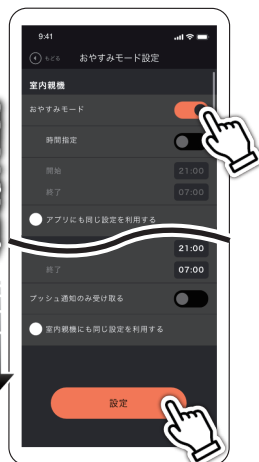 9:41
もどる おやすみモード設定
室内親機
おやすみモード
時間指定
開始 21:00
終了 07:00
アプリにも同じ設定を利用する
21:00
終了 07:00
プッシュ通知のみ受け取る
室内親機にも同じ設定を利用する
設定